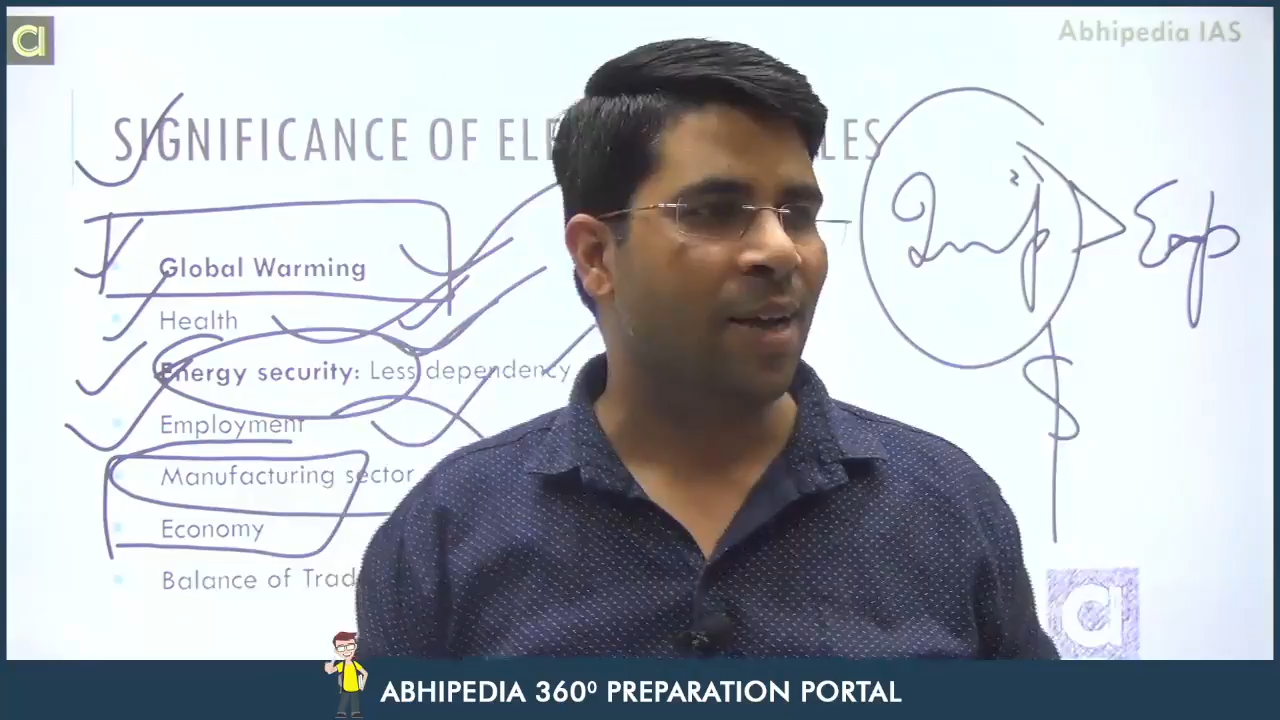 Abhipedia IAS
SIGNIFICANCE OF ELE LES
Global Warming
Health
Energy security: Less dependency
Employment
Manufacturing sector
Economy
Balance of Trad
Imp
Exp
$
ABHIPEDIA 360⁰ PREPARATION PORTAL